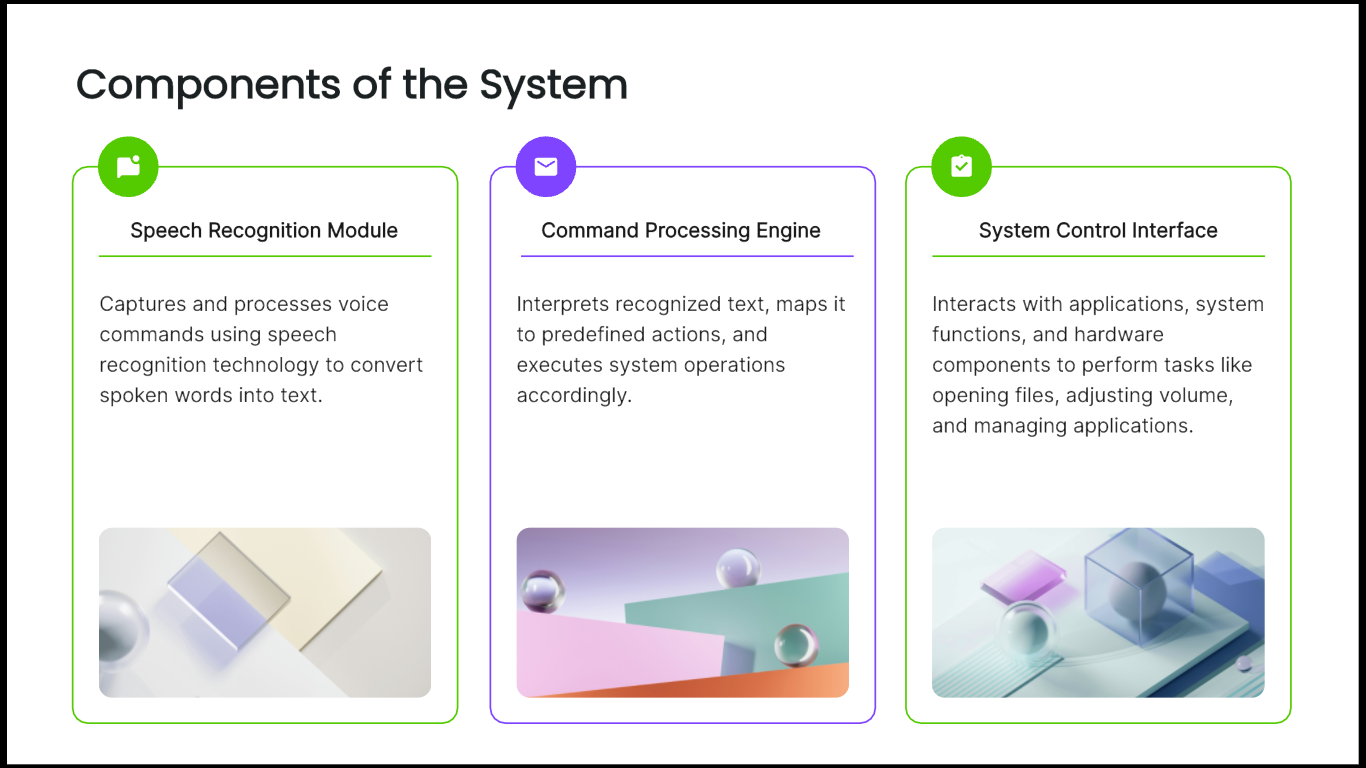 Components of the System
Speech Recognition Module
Captures and processes voice
commands using speech
recognition technology to convert
spoken words into text.
Command Processing Engine
Interprets recognized text, maps it
to predefined actions, and
executes system operations
accordingly.
System Control Interface
Interacts with applications, system
functions, and hardware
components to perform tasks like
opening files, adjusting volume,
and managing applications.